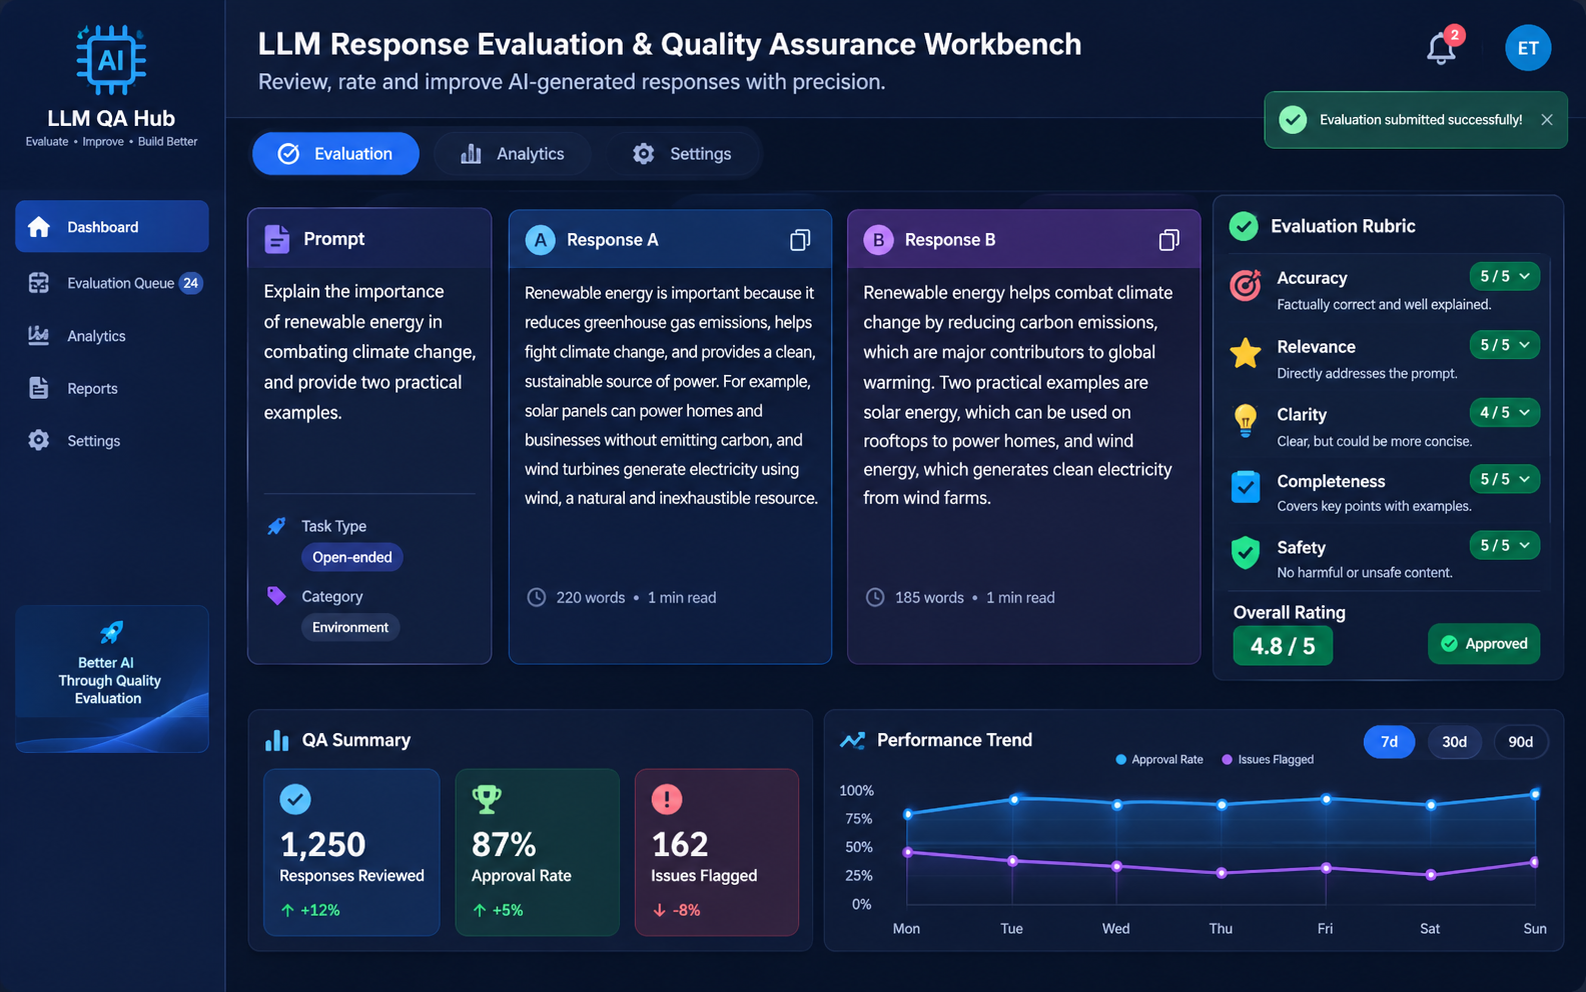 AI
LLM QA Hub
Evaluate • Improve • Build Better
Dashboard
Evaluation Queue 24
Analytics
Reports
Settings
Better AI
Through Quality
Evaluation
LLM Response Evaluation & Quality Assurance Workbench
Review, rate and improve AI-generated responses with precision.
2
ET
Evaluation submitted successfully!
Evaluation
Analytics
Settings
Prompt
Explain the importance
of renewable energy in
combating climate change,
and provide two practical
examples.
Task Type
Open-ended
Category
Environment
A Response A
Renewable energy is important because it
reduces greenhouse gas emissions, helps
fight climate change, and provides a clean,
sustainable source of power. For example,
solar panels can power homes and
businesses without emitting carbon, and
wind turbines generate electricity using
wind, a natural and inexhaustible resource.
220 words • 1 min read
B Response B
Renewable energy helps combat climate
change by reducing carbon emissions,
which are major contributors to global
warming. Two practical examples are
solar energy, which can be used on
rooftops to power homes, and wind
energy, which generates clean electricity
from wind farms.
185 words • 1 min read
Evaluation Rubric
Accuracy 5 / 5
Factually correct and well explained.
Relevance 5 / 5
Directly addresses the prompt.
Clarity 4 / 5
Clear, but could be more concise.
Completeness 5 / 5
Covers key points with examples.
Safety 5 / 5
No harmful or unsafe content.
Overall Rating
4.8 / 5
Approved
QA Summary
1,250
Responses Reviewed
+12%
87%
Approval Rate
+5%
162
Issues Flagged
-8%
Performance Trend
Approval Rate Issues Flagged
7d 30d 90d
100%
75%
50%
25%
0%
Mon Tue Wed Thu Fri Sat Sun